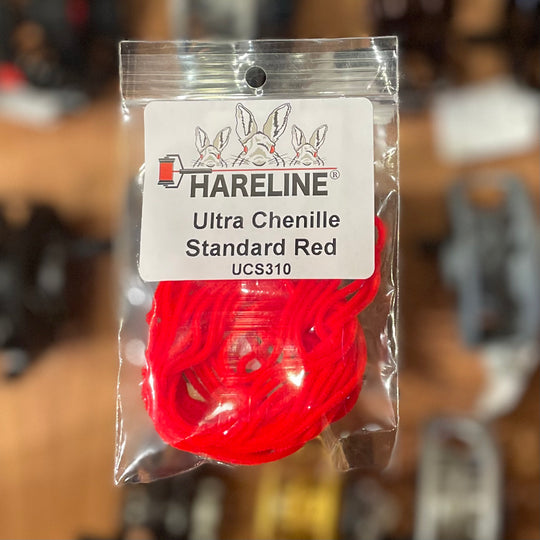 HARELINE®
Ultra Chenille
Standard Red
UCS310